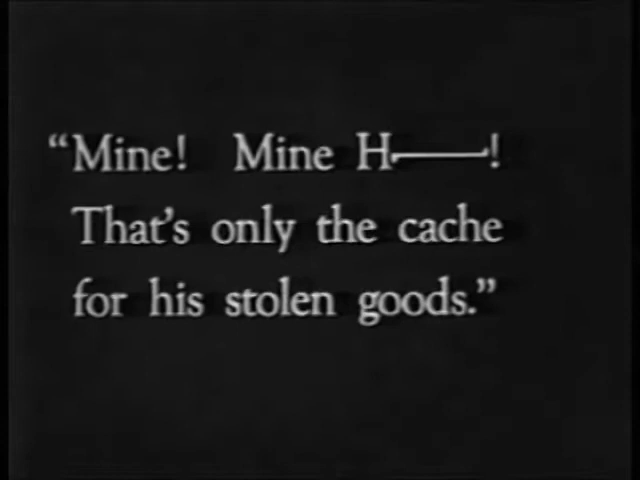 “Mine! Mine H——!
That’s only the cache
for his stolen goods.”